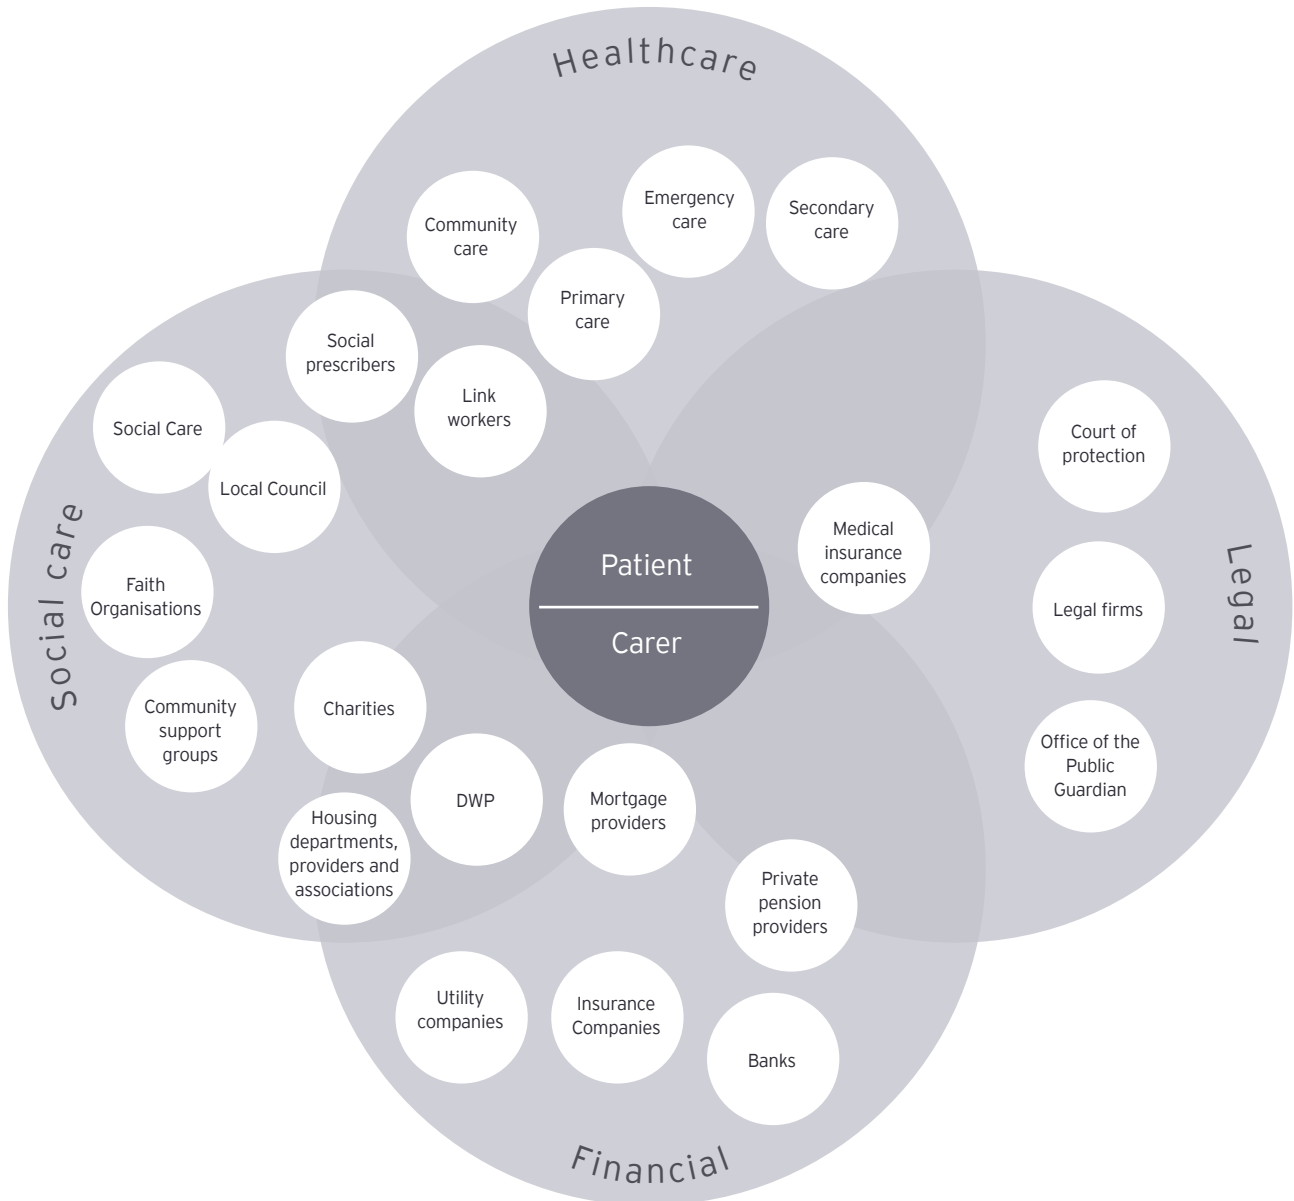 Healthcare
Emergency
care
Secondary
care
Community
care
Primary
care
Social
prescribers
Link
workers
Social Care
Local Council
Court of
protection
Social care
Faith
Organisations
Patient
Carer
Medical
insurance
companies
Legal firms
Legal
Community
support
groups
Charities
DWP
Mortgage
providers
Office of the
Public
Guardian
Housing
departments,
providers and
associations
Private
pension
providers
Utility
companies
Insurance
Companies
Banks
Financial